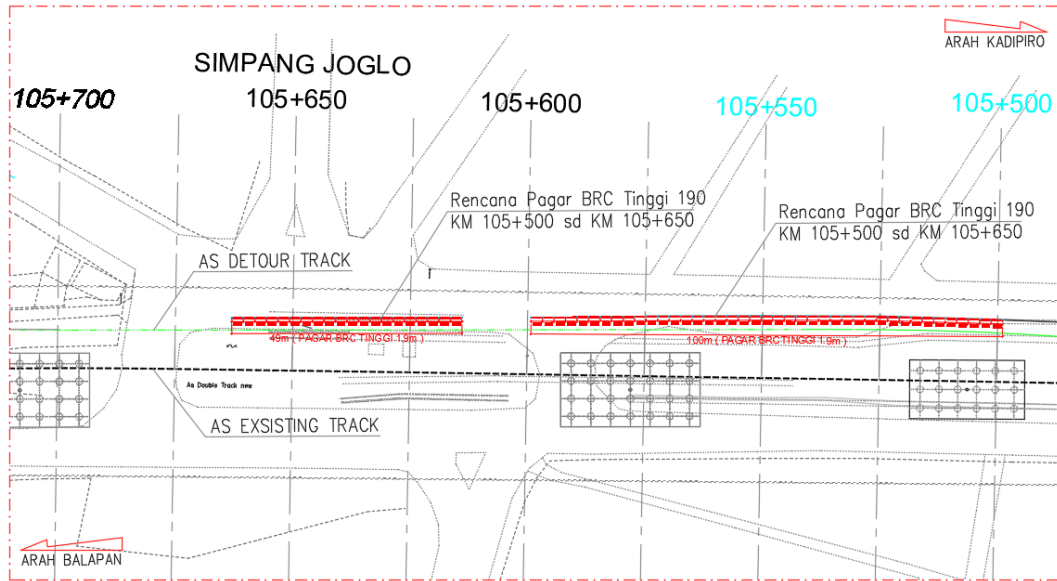 ARAH KADIPIRO
SIMPANG JOGLO
105+700
105+650
105+600
105+550
105+500
Rencana Pagar BRC Tinggi 190
KM 105+500 sd KM 105+650
Rencana Pagar BRC Tinggi 190
KM 105+500 sd KM 105+650
AS DETOUR TRACK
49m ( PAGAR BRC TINGGI 1.9m )
100m ( PAGAR BRC TINGGI 1.9m )
As Double Track new
AS EXSISTING TRACK
ARAH BALAPAN